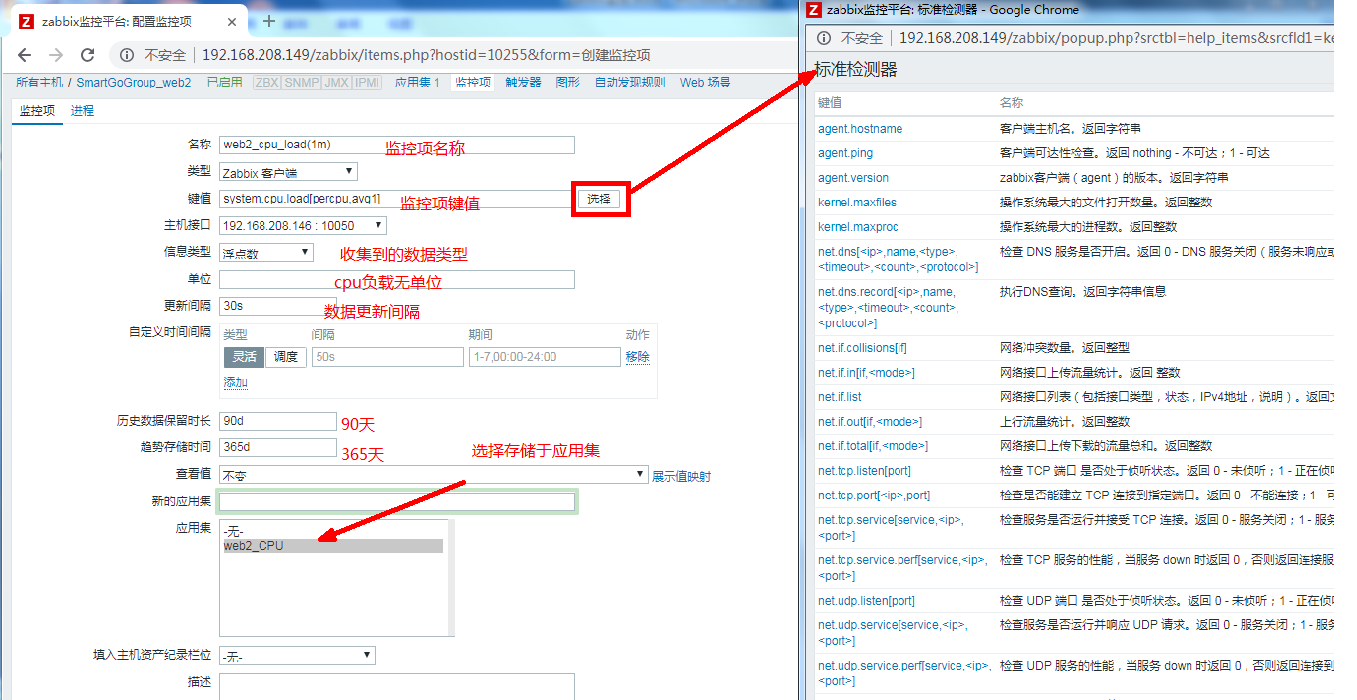 zabbix监控平台: 配置监控项
不安全 192.168.208.149/zabbix/items.php?hostid=10255&form=创建监控项
所有主机 / SmartGoGroup_web2 已启用 ZBX SNMP JMX IPMI 应用集 1 监控项 触发器 图形 自动发现规则 Web 场景
监控项 进程
名称 web2_cpu_load(1m) 监控项名称
类型 Zabbix 客户端
键值 system.cpu.load[percpu,avg1] 监控项键值 选择
主机接口 192.168.208.146 : 10050
信息类型 浮点数 收集到的数据类型
单位 cpu负载无单位
更新间隔 30s 数据更新间隔
自定义时间间隔 类型 间隔 期间 动作
灵活 调度 50s 1-7,00:00-24:00 移除
添加
历史数据保留时长 90d 90天
趋势存储时间 365d 365天 选择存储于应用集
查看值 不变 展示值映射
新的应用集
应用集 -无-
web2_CPU
填入主机资产纪录栏位 -无-
描述
zabbix监控平台: 标准检测器 - Google Chrome
不安全 192.168.208.149/zabbix/popup.php?srctbl=help_items&srcfld1=ke
标准检测器
键值 名称
agent.hostname 客户端主机名。返回字符串
agent.ping 客户端可达性检查。返回 nothing - 不可达；1 - 可达
agent.version zabbix客户端（agent）的版本。返回字符串
kernel.maxfiles 操作系统最大的文件打开数量。返回整数
kernel.maxproc 操作系统最大的进程数。返回整数
net.dns[<ip>,name,<type>, 检查 DNS 服务是否开启。返回 0 - DNS 服务关闭（服务未响应或
<timeout>,<count>,<protocol>]
net.dns.record[<ip>,name, 执行DNS查询。返回字符串信息
<type>,<timeout>,<count>,
<protocol>]
net.if.collisions[if] 网络冲突数量。返回整型
net.if.in[if,<mode>] 网络接口上传流量统计。返回 整数
net.if.list 网络接口列表（包括接口类型，状态，IPv4地址，说明）。返回文
net.if.out[if,<mode>] 上行流量统计。返回整数
net.if.total[if,<mode>] 网络接口上传下载的流量总和。返回整数
net.tcp.listen[port] 检查 TCP 端口 是否处于侦听状态。返回 0 - 未侦听；1 - 正在侦听
net.tcp.port[<ip>,port] 检查是否能建立 TCP 连接到指定端口。返回 0 - 不能连接；1 - 可
net.tcp.service[service,<ip>, 检查服务是否运行并接受 TCP 连接。返回 0 - 服务关闭；1 - 服务
<port>]
net.tcp.service.perf[service,<ip>, 检查 TCP 服务的性能，当服务 down 时返回 0，否则返回连接服
<port>]
net.udp.listen[port] 检查 UDP 端口 是否处于侦听状态。返回 0 - 未侦听；1 - 正在侦听
net.udp.service[service,<ip>, 检查服务是否运行并响应 UDP 请求。返回 0 - 服务关闭；1 - 服务
<port>]
net.udp.service.perf[service,<ip>, 检查 UDP 服务的性能，当服务 down 时返回 0，否则返回连接到
<port>]